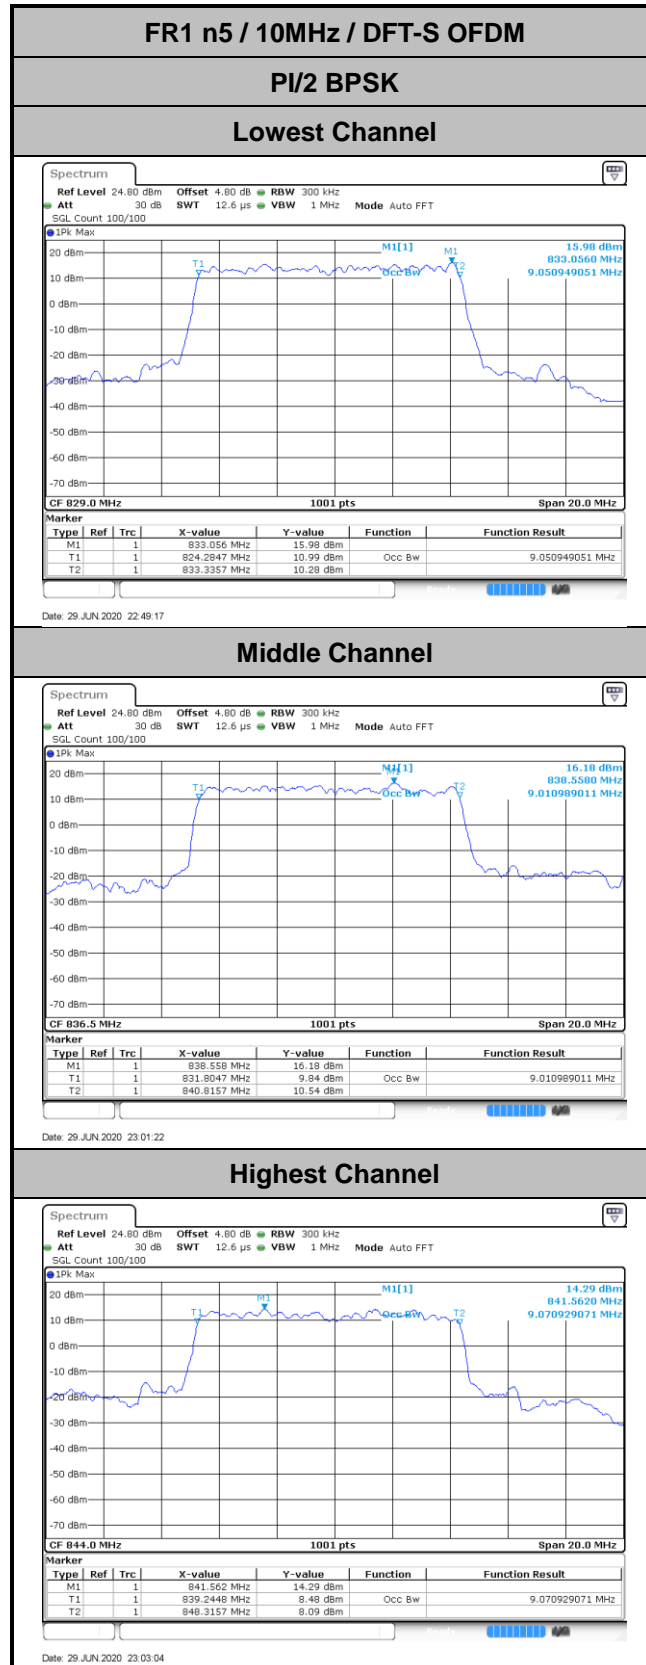 FR1 n5 / 10MHz / DFT-S OFDM
PI/2 BPSK
Lowest Channel
Spectrum
Ref Level 24.80 dBm Offset 4.80 dB RBW 300 kHz
Att 30 dB SWT 12.6 µs VBW 1 MHz Mode Auto FFT
SGL Count 100/100
1Pk Max
M1[1] 15.98 dBm
833.0560 MHz
Occ Bw 9.050949051 MHz
T1
M1
T2
20 dBm
10 dBm
0 dBm
-10 dBm
-20 dBm
-30 dBm
-40 dBm
-50 dBm
-60 dBm
-70 dBm
CF 829.0 MHz 1001 pts Span 20.0 MHz
Marker
Type Ref Trc X-value Y-value Function Function Result
M1 1 833.056 MHz 15.98 dBm
T1 1 824.2847 MHz 10.99 dBm Occ Bw 9.050949051 MHz
T2 1 833.3357 MHz 10.28 dBm
Ready
Date: 29.JUN.2020 22:49:17
Middle Channel
Spectrum
Ref Level 24.80 dBm Offset 4.80 dB RBW 300 kHz
Att 30 dB SWT 12.6 µs VBW 1 MHz Mode Auto FFT
SGL Count 100/100
1Pk Max
M1[1] 16.18 dBm
838.5580 MHz
Occ Bw 9.010989011 MHz
T1
M1
T2
20 dBm
10 dBm
0 dBm
-10 dBm
-20 dBm
-30 dBm
-40 dBm
-50 dBm
-60 dBm
-70 dBm
CF 836.5 MHz 1001 pts Span 20.0 MHz
Marker
Type Ref Trc X-value Y-value Function Function Result
M1 1 838.558 MHz 16.18 dBm
T1 1 831.8047 MHz 9.84 dBm Occ Bw 9.010989011 MHz
T2 1 840.8157 MHz 10.54 dBm
Ready
Date: 29.JUN.2020 23:01:22
Highest Channel
Spectrum
Ref Level 24.80 dBm Offset 4.80 dB RBW 300 kHz
Att 30 dB SWT 12.6 µs VBW 1 MHz Mode Auto FFT
SGL Count 100/100
1Pk Max
M1[1] 14.29 dBm
841.5620 MHz
Occ Bw 9.070929071 MHz
T1
M1
T2
20 dBm
10 dBm
0 dBm
-10 dBm
-20 dBm
-30 dBm
-40 dBm
-50 dBm
-60 dBm
-70 dBm
CF 844.0 MHz 1001 pts Span 20.0 MHz
Marker
Type Ref Trc X-value Y-value Function Function Result
M1 1 841.562 MHz 14.29 dBm
T1 1 839.2448 MHz 8.48 dBm Occ Bw 9.070929071 MHz
T2 1 848.3157 MHz 8.09 dBm
Ready
Date: 29.JUN.2020 23:03:04